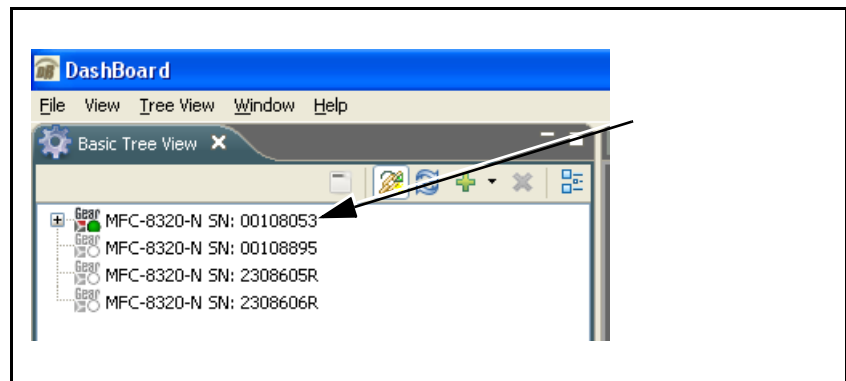 DashBoard
File View Tree View Window Help
Basic Tree View
Gear MFC-8320-N SN: 00108053
Gear MFC-8320-N SN: 00108895
Gear MFC-8320-N SN: 2308605R
Gear MFC-8320-N SN: 2308606R